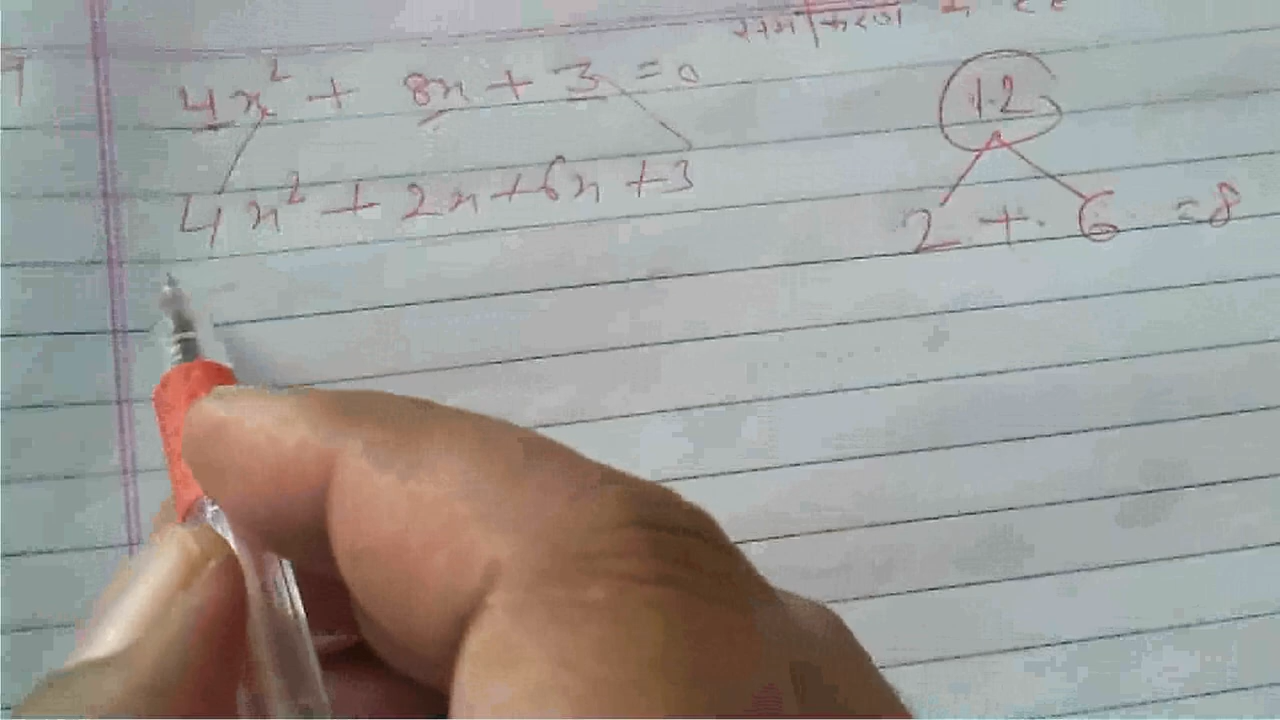 4x² + 8x + 3 = 0
4x² + 2x + 6x + 3
12
2 + 6 = 8